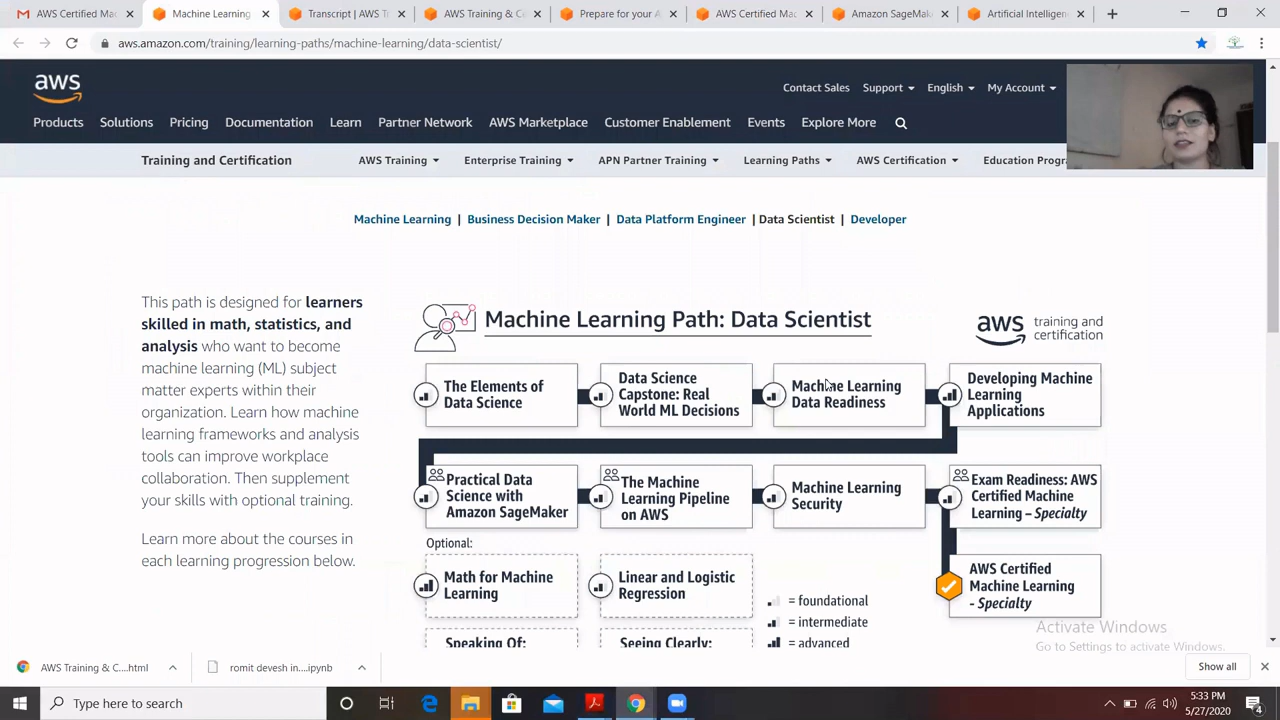 AWS Certified Mac
Machine Learning
Transcript | AWS T
AWS Training & C
Prepare for your A
AWS Certified Mac
Amazon SageMake
Artificial Intelligenc
aws.amazon.com/training/learning-paths/machine-learning/data-scientist/
aws
Contact Sales Support English My Account
Products Solutions Pricing Documentation Learn Partner Network AWS Marketplace Customer Enablement Events Explore More
Training and Certification AWS Training Enterprise Training APN Partner Training Learning Paths AWS Certification Education Progr
Machine Learning | Business Decision Maker | Data Platform Engineer | Data Scientist | Developer
This path is designed for learners
skilled in math, statistics, and
analysis who want to become
machine learning (ML) subject
matter experts within their
organization. Learn how machine
learning frameworks and analysis
tools can improve workplace
collaboration. Then supplement
your skills with optional training.
Learn more about the courses in
each learning progression below.
Machine Learning Path: Data Scientist
aws training and
certification
The Elements of
Data Science
Data Science
Capstone: Real
World ML Decisions
Machine Learning
Data Readiness
Developing Machine
Learning
Applications
Practical Data
Science with
Amazon SageMaker
The Machine
Learning Pipeline
on AWS
Machine Learning
Security
Exam Readiness: AWS
Certified Machine
Learning – Specialty
Optional:
Math for Machine
Learning
Linear and Logistic
Regression
= foundational
= intermediate
= advanced
AWS Certified
Machine Learning
- Specialty
Speaking Of:
Seeing Clearly:
Activate Windows
Go to Settings to activate Windows.
AWS Training & C....html
romit devesh in....ipynb
Show all
Type here to search
5:33 PM
5/27/2020
4